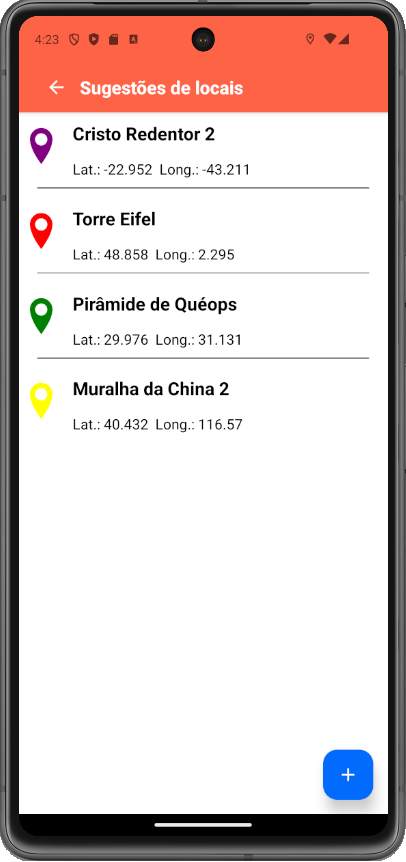 4:23
Sugestões de locais
Cristo Redentor 2
Lat.: -22.952 Long.: -43.211
Torre Eifel
Lat.: 48.858 Long.: 2.295
Pirâmide de Quéops
Lat.: 29.976 Long.: 31.131
Muralha da China 2
Lat.: 40.432 Long.: 116.57
+